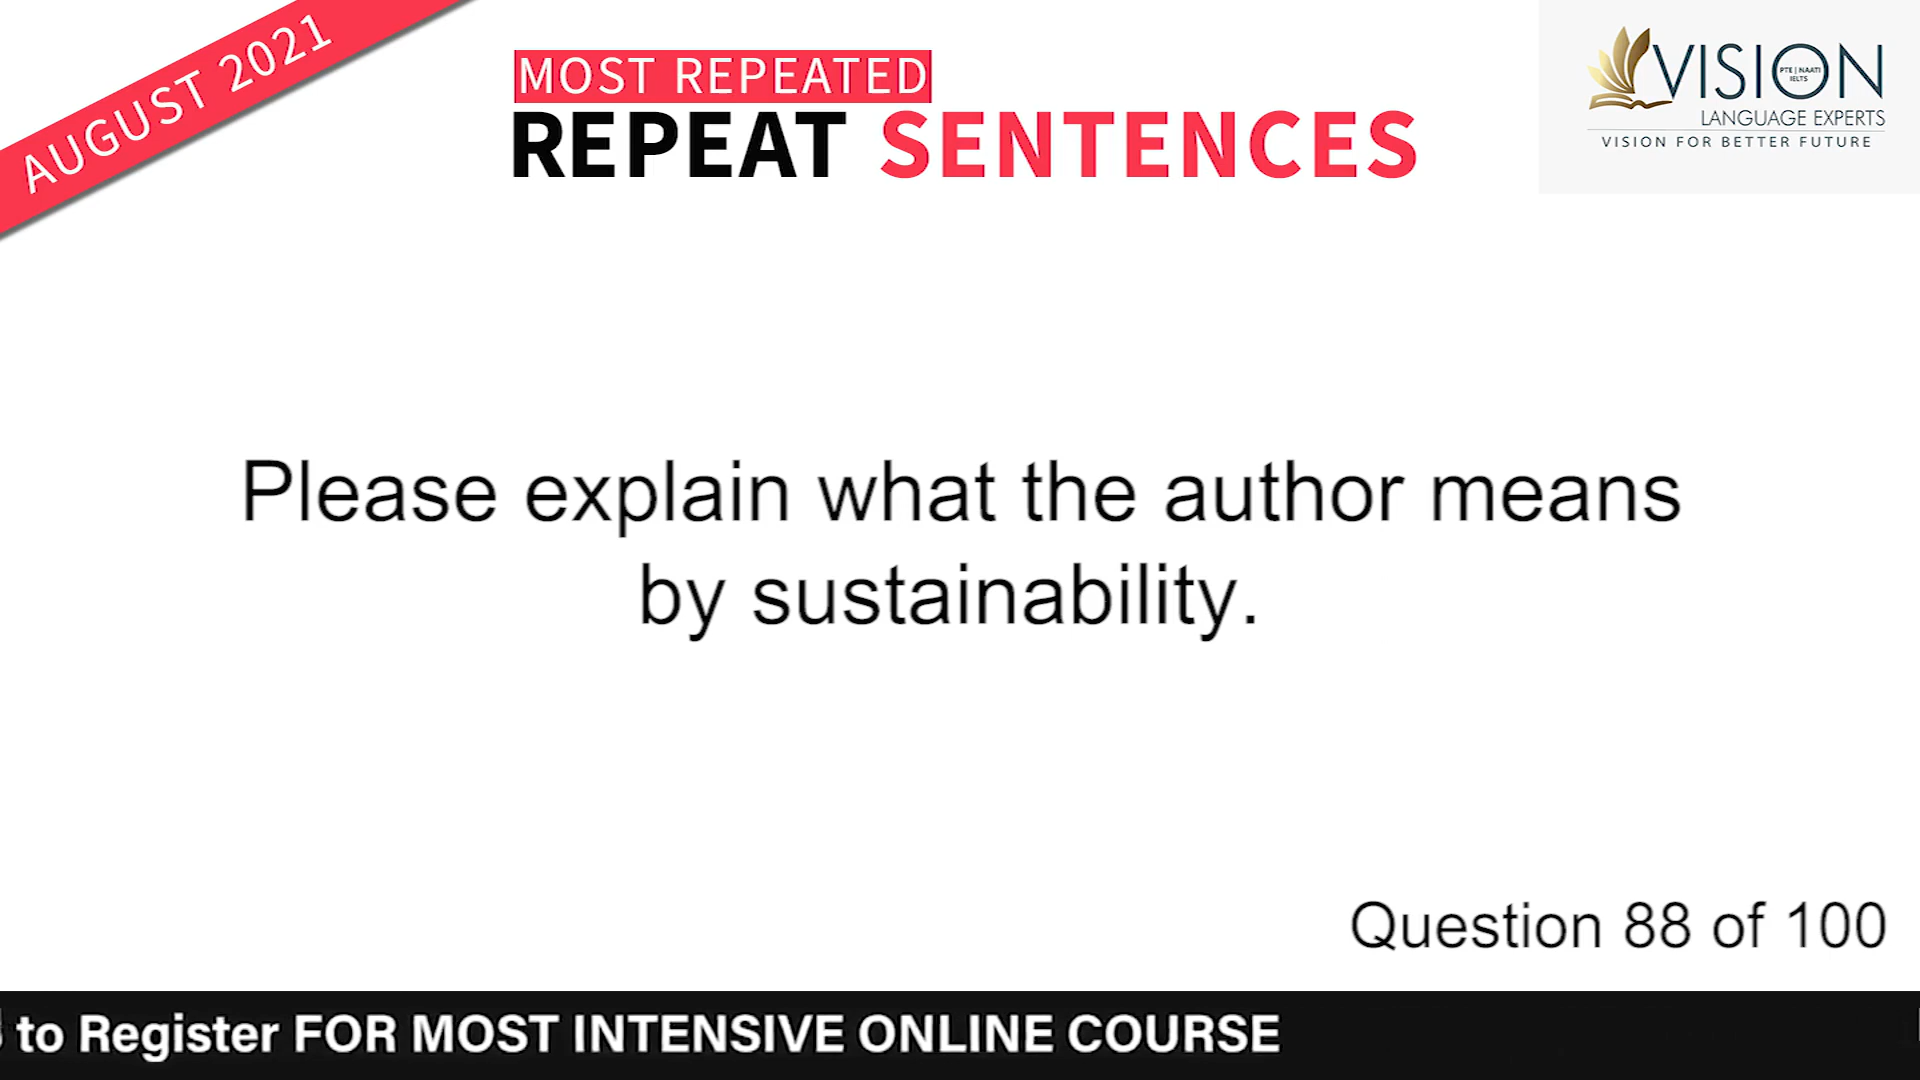 AUGUST 2021
MOST REPEATED
REPEAT SENTENCES
VISION
PTE | NAATI
IELTS
LANGUAGE EXPERTS
VISION FOR BETTER FUTURE
Please explain what the author means
by sustainability.
Question 88 of 100
to Register FOR MOST INTENSIVE ONLINE COURSE